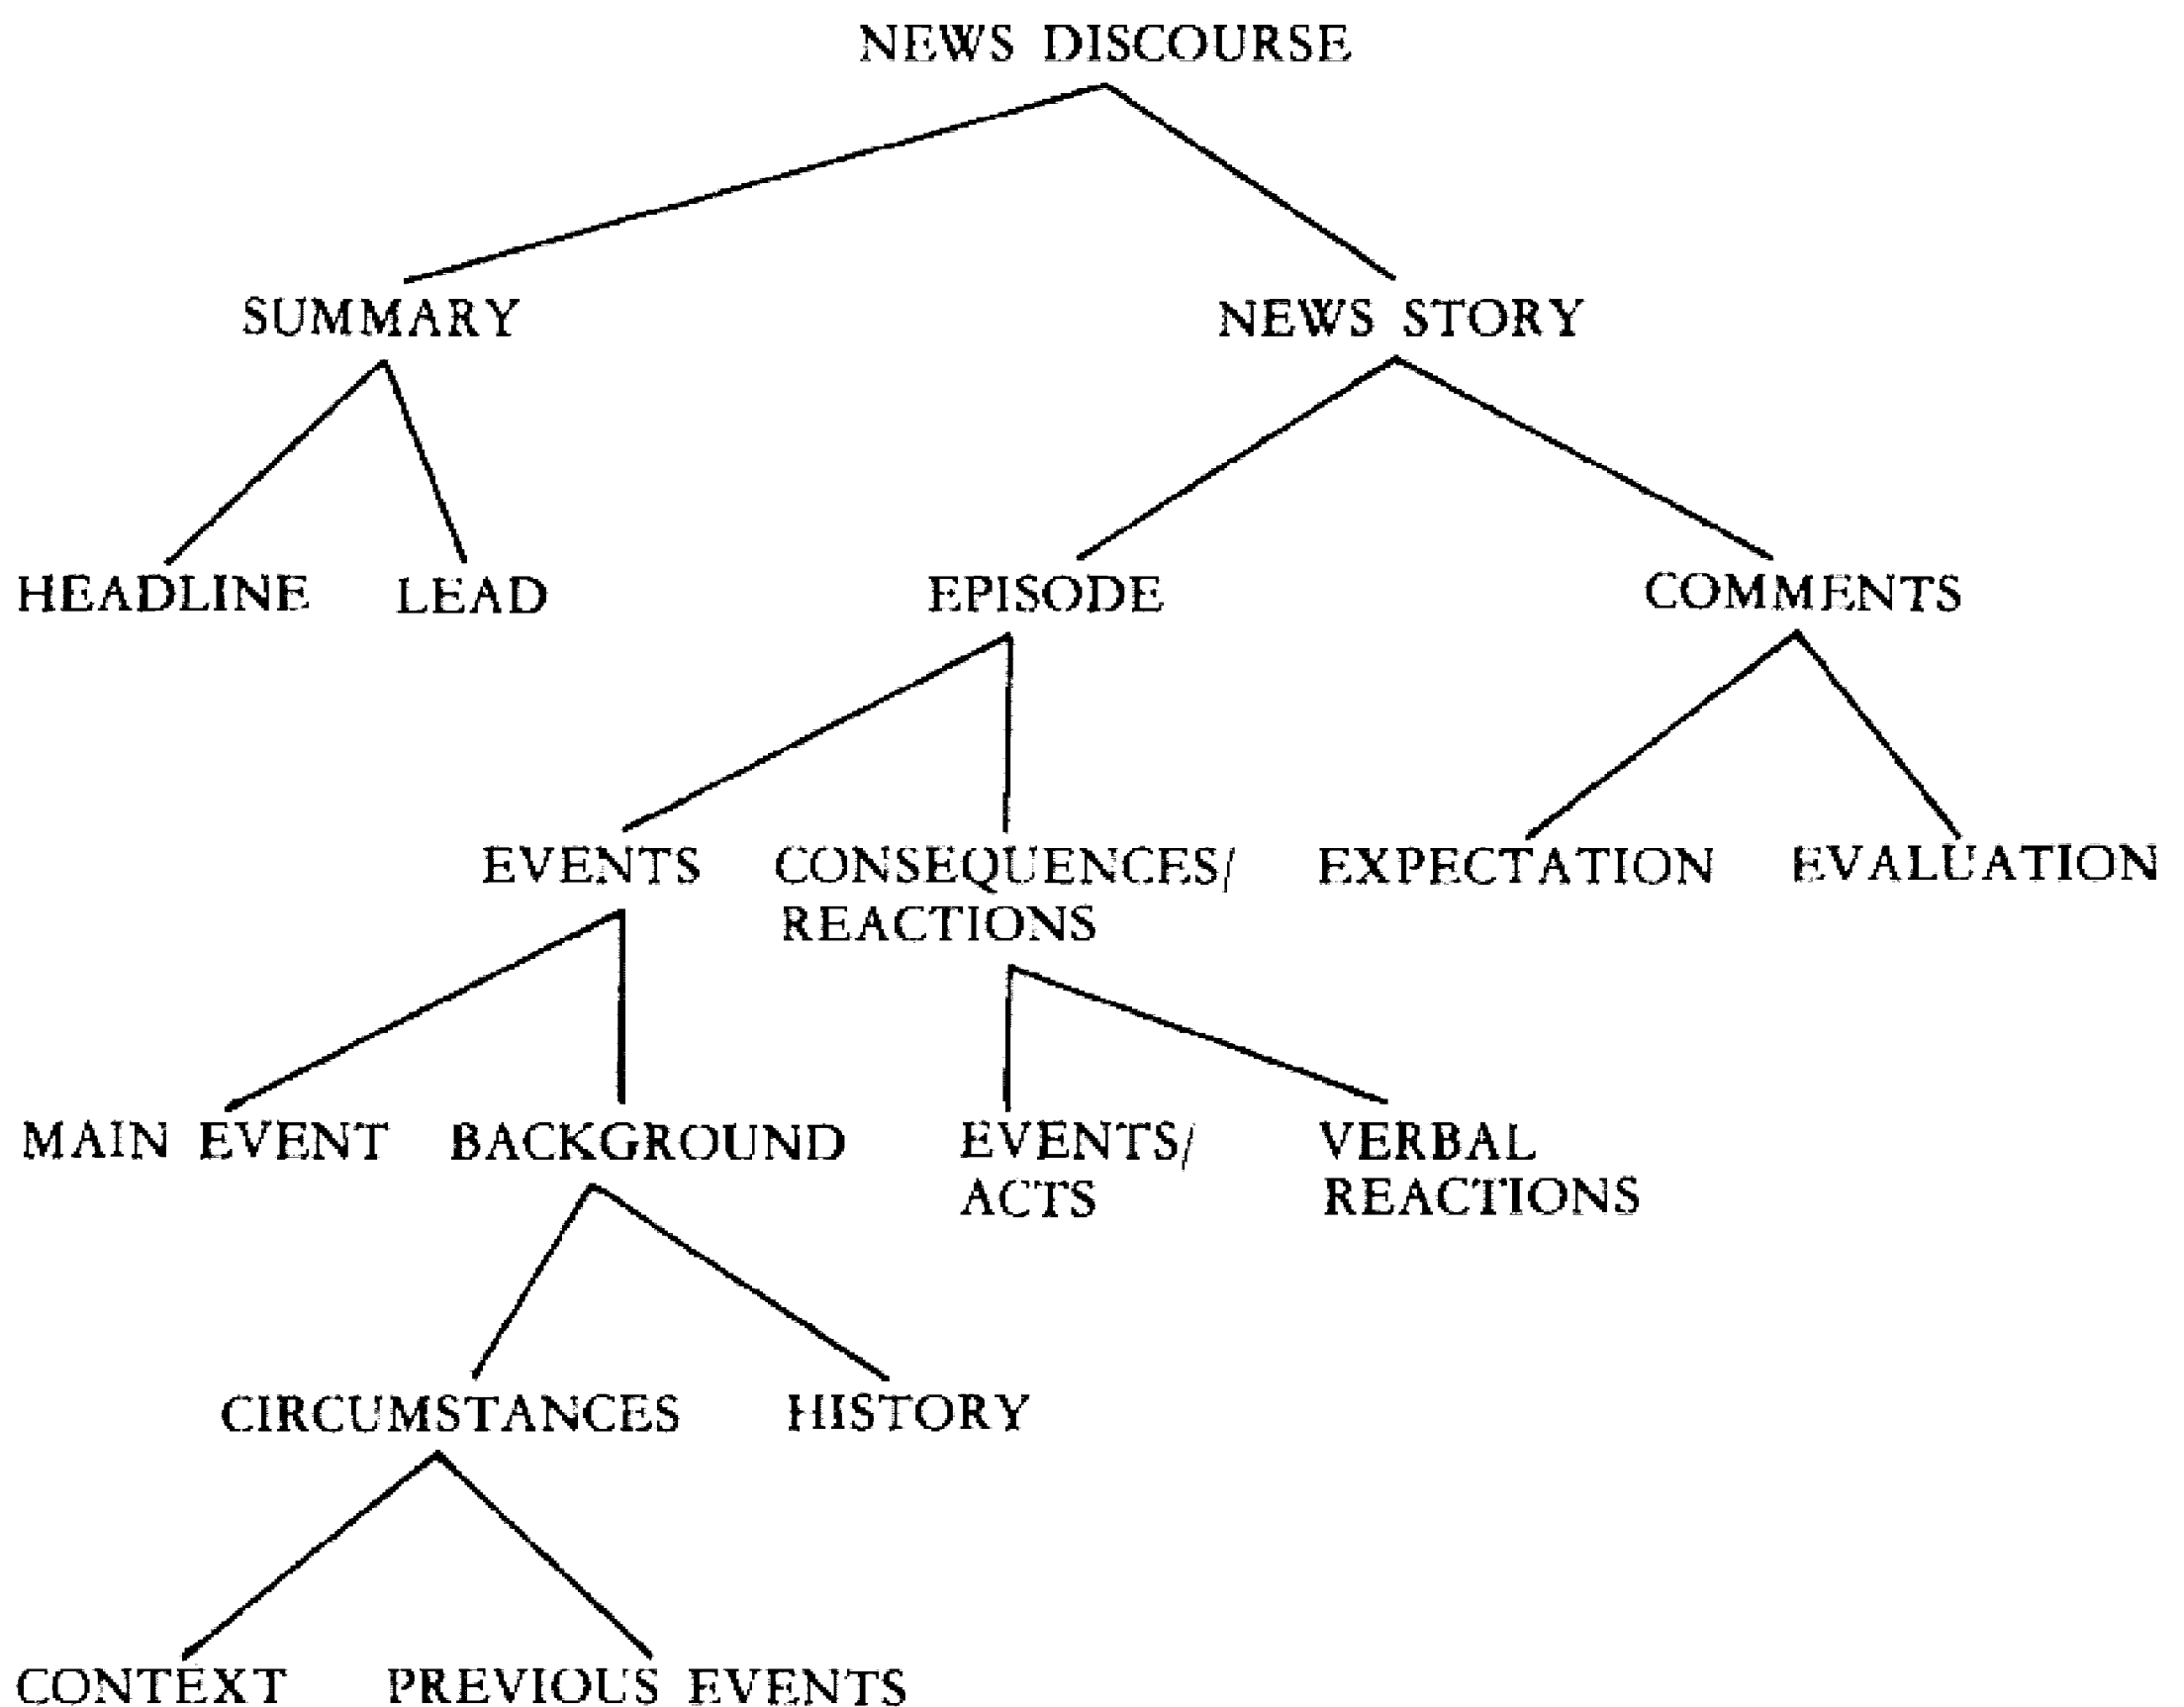 NEWS DISCOURSE
SUMMARY
NEWS STORY
HEADLINE
LEAD
EPISODE
COMMENTS
EVENTS
CONSEQUENCES/
REACTIONS
EXPECTATION
EVALUATION
MAIN EVENT
BACKGROUND
EVENTS/
ACTS
VERBAL
REACTIONS
CIRCUMSTANCES
HISTORY
CONTEXT
PREVIOUS EVENTS